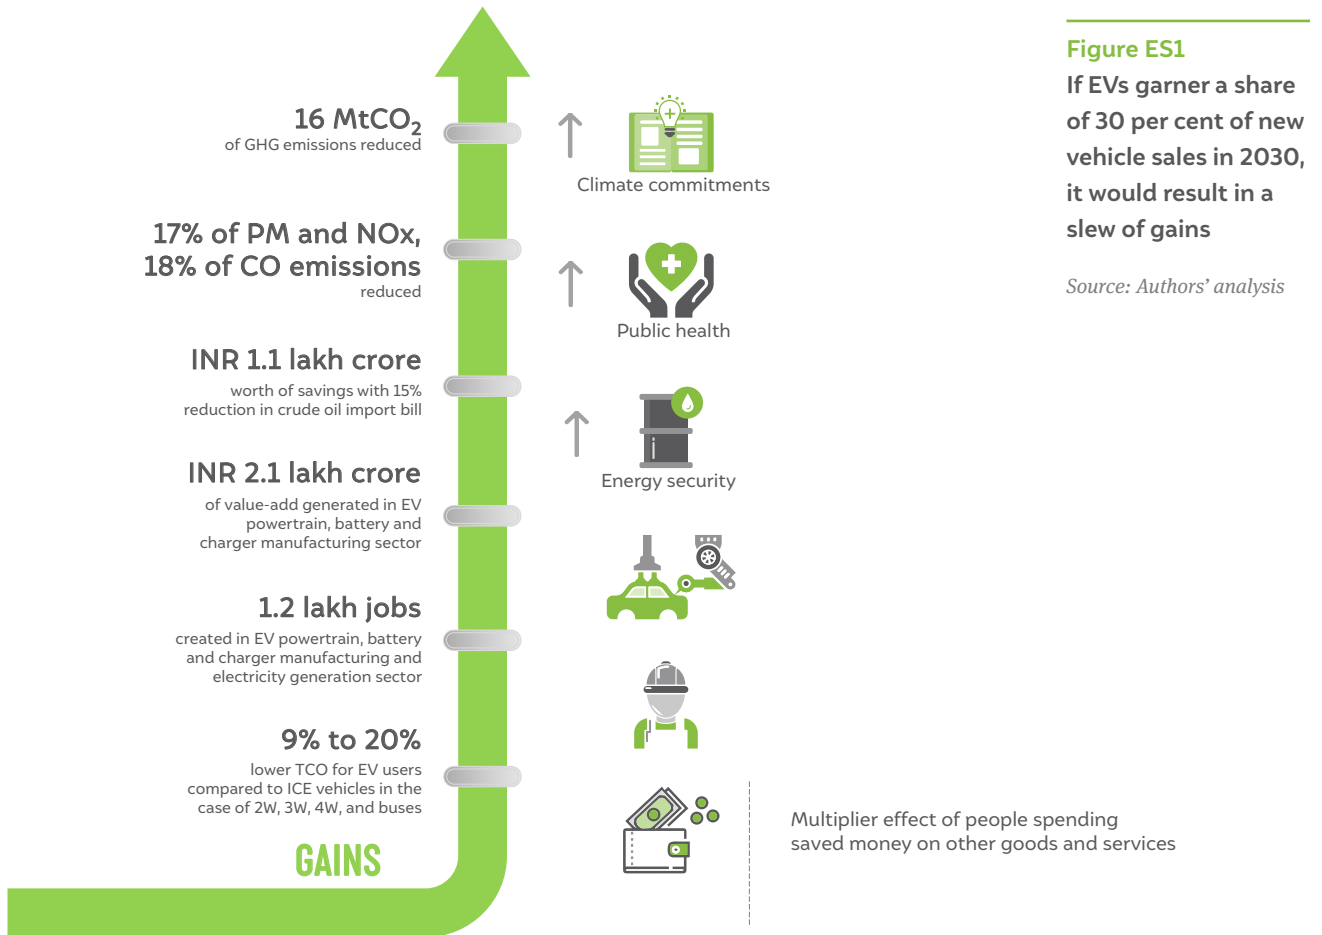 Figure ES1
If EVs garner a share
of 30 per cent of new
vehicle sales in 2030,
it would result in a
slew of gains
Source: Authors’ analysis
16 MtCO₂
of GHG emissions reduced
Climate commitments
17% of PM and NOx,
18% of CO emissions
reduced
Public health
INR 1.1 lakh crore
worth of savings with 15%
reduction in crude oil import bill
Energy security
INR 2.1 lakh crore
of value-add generated in EV
powertrain, battery and
charger manufacturing sector
1.2 lakh jobs
created in EV powertrain, battery
and charger manufacturing and
electricity generation sector
9% to 20%
lower TCO for EV users
compared to ICE vehicles in the
case of 2W, 3W, 4W, and buses
Multiplier effect of people spending
saved money on other goods and services
GAINS